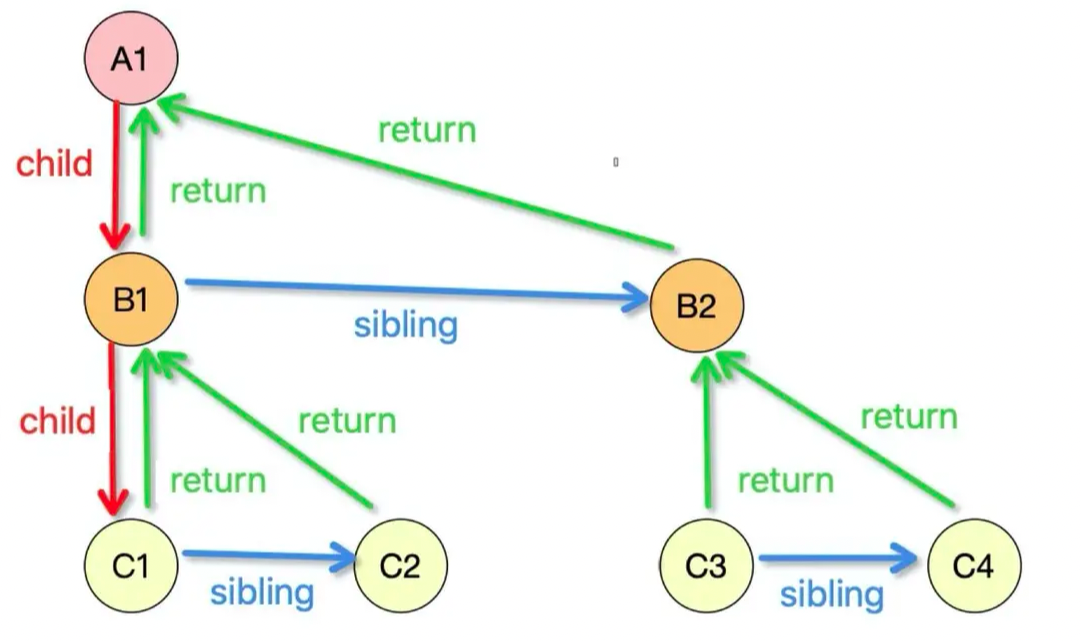 A1
return
child
return
B1
B2
sibling
child
return
return
return
return
C1
C2
C3
C4
sibling
sibling